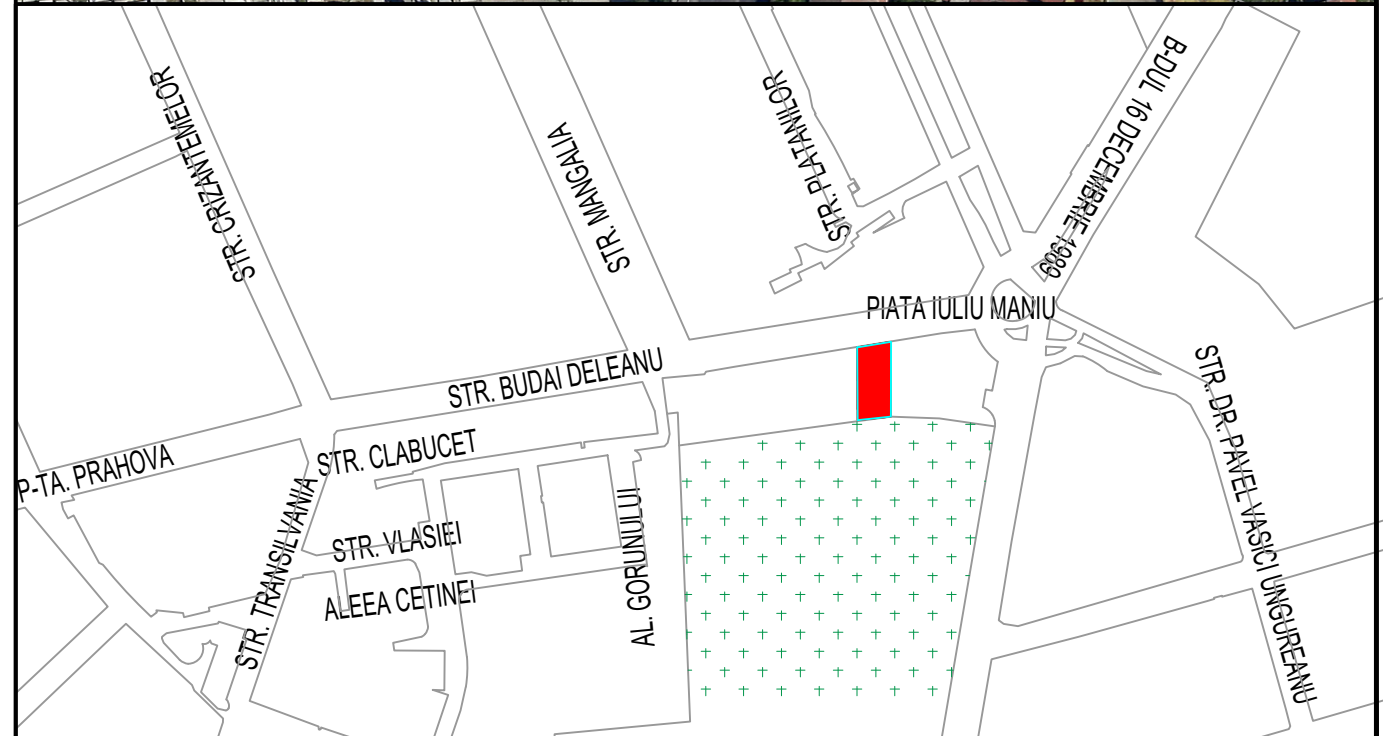 STR. CRIZANTEMELOR
STR. MANGALIA
STR. PLATANILOR
B-DUL 16 DECEMBRIE 1989
PIATA IULIU MANIU
STR. BUDAI DELEANU
STR. CLABUCET
P-TA. PRAHOVA
STR. TRANSILVANIA
STR. VLASIEI
ALEEA CETINEI
AL. GORUNULUI
STR. DR. PAVEL VASICI UNGUREANU